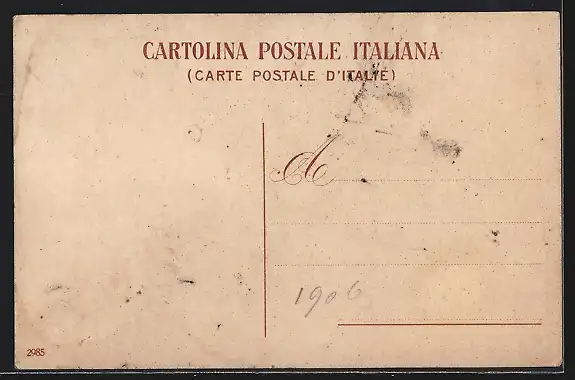 CARTOLINA POSTALE ITALIANA
(CARTE POSTALE D'ITALIE)
A
1906
2985